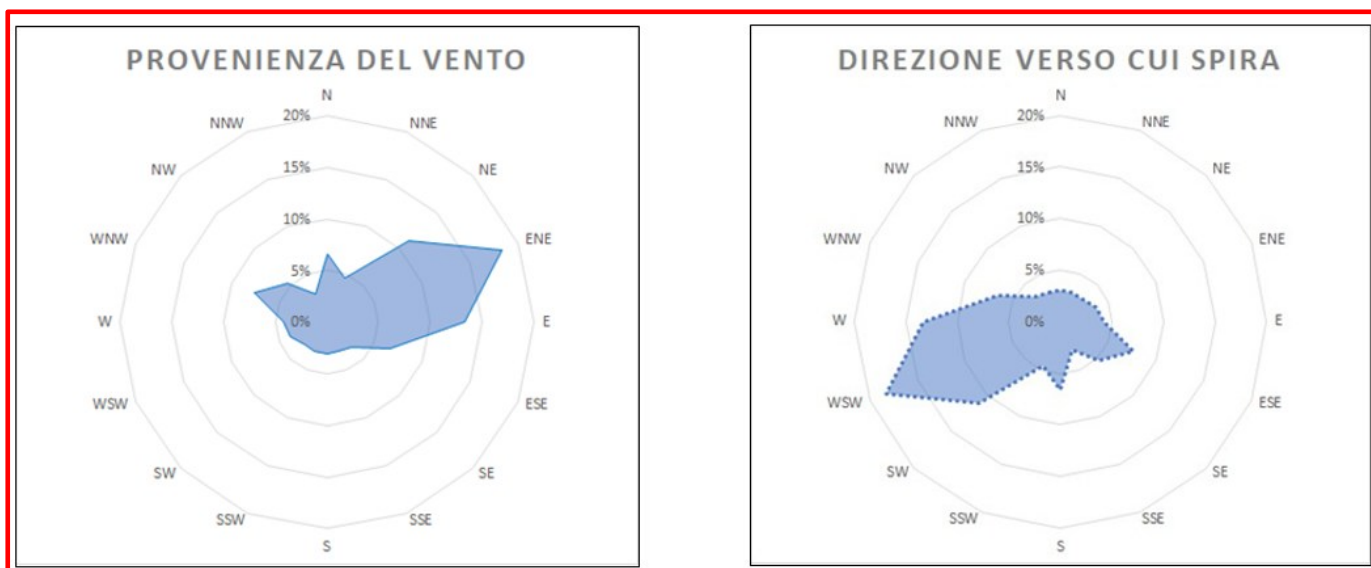 PROVENIENZA DEL VENTO
N
20%
NNW
NNE
15%
NW
NE
10%
WNW
ENE
5%
W
0%
E
WSW
ESE
SW
SE
SSW
SSE
S
DIREZIONE VERSO CUI SPIRA
N
20%
NNW
NNE
15%
NW
NE
10%
WNW
ENE
5%
W
0%
E
WSW
ESE
SW
SE
SSW
SSE
S